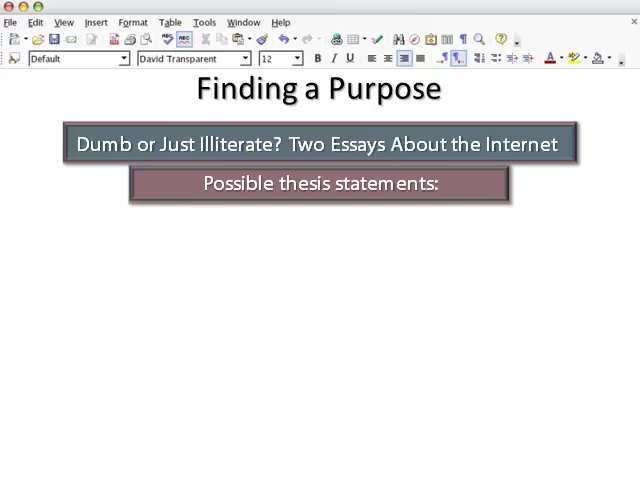 File Edit View Insert Format Table Tools Window Help
Default David Transparent 12 B I U
Finding a Purpose
Dumb or Just Illiterate? Two Essays About the Internet
Possible thesis statements: